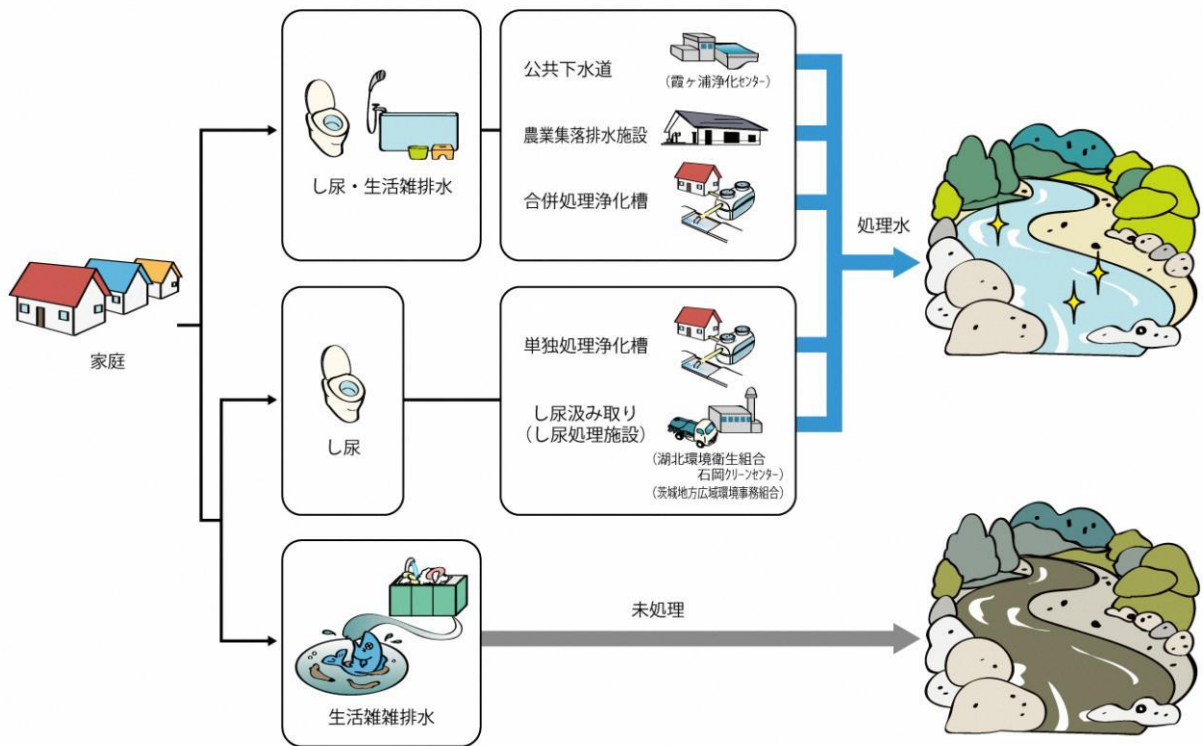 家庭
し尿・生活雑排水
公共下水道
(霞ヶ浦浄化センター)
農業集落排水施設
合併処理浄化槽
処理水
し尿
単独処理浄化槽
し尿汲み取り
(し尿処理施設)
(湖北環境衛生組合
石岡クリーンセンター)
(茨城地方広域環境事務組合)
生活雑雑排水
未処理